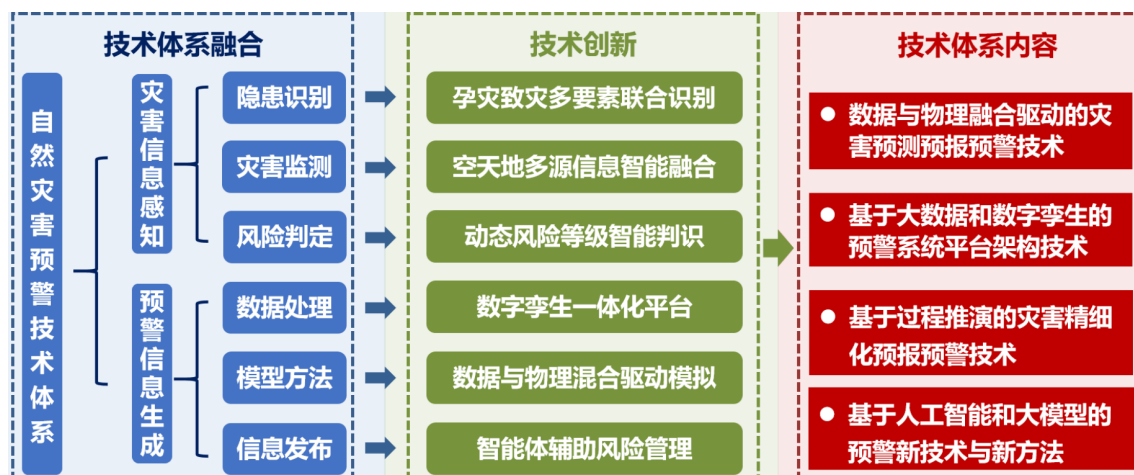 技术体系融合
自然灾害预警技术体系
灾害信息感知
隐患识别
灾害监测
风险判定
预警信息生成
数据处理
模型方法
信息发布
技术创新
孕灾致灾多要素联合识别
空天地多源信息智能融合
动态风险等级智能判识
数字孪生一体化平台
数据与物理混合驱动模拟
智能体辅助风险管理
技术体系内容
● 数据与物理融合驱动的灾
害预测预报预警技术
● 基于大数据和数字孪生的
预警系统平台架构技术
● 基于过程推演的灾害精细
化预报预警技术
● 基于人工智能和大模型的
预警新技术与新方法